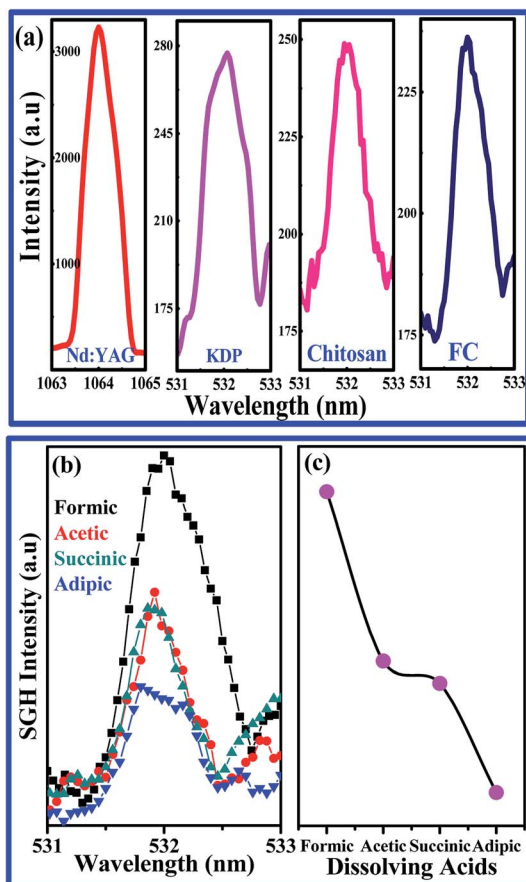 (a)
Intensity (a.u)
3000
2000
1000
Nd:YAG
1063 1064 1065
280
245
210
175
KDP
531 532 533
250
225
200
175
Chitosan
531 532 533
225
200
175
FC
531 532 533
Wavelength (nm)
(b)
SGH Intensity (a.u)
Formic
Acetic
Succinic
Adipic
531 532 533
Wavelength (nm)
(c)
Formic Acetic Succinic Adipic
Dissolving Acids